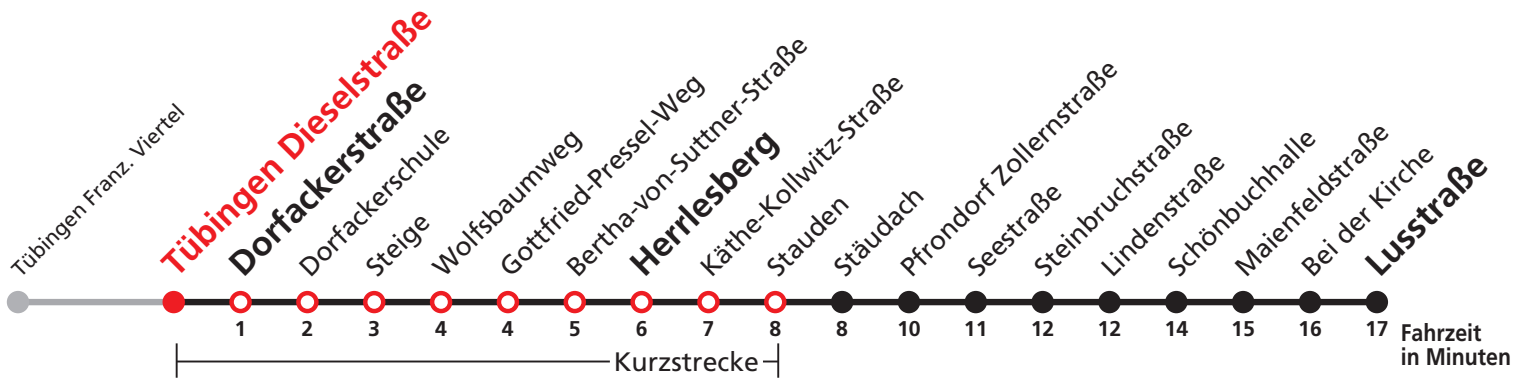 Tübingen Franz. Viertel
Tübingen Dieselstraße
Dorfackerstraße
Dorfackerschule
Steige
Wolfsbaumweg
Gottfried-Pressel-Weg
Bertha-von-Suttner-Straße
Herrlesberg
Käthe-Kollwitz-Straße
Stauden
Stäudach
Pfrondorf Zollernstraße
Seestraße
Steinbruchstraße
Lindenstraße
Schönbuchhalle
Maienfeldstraße
Bei der Kirche
Lusstraße
1 2 3 4 4 5 6 7 8 8 10 11 12 12 14 15 16 17 Fahrzeit
in Minuten
Kurzstrecke